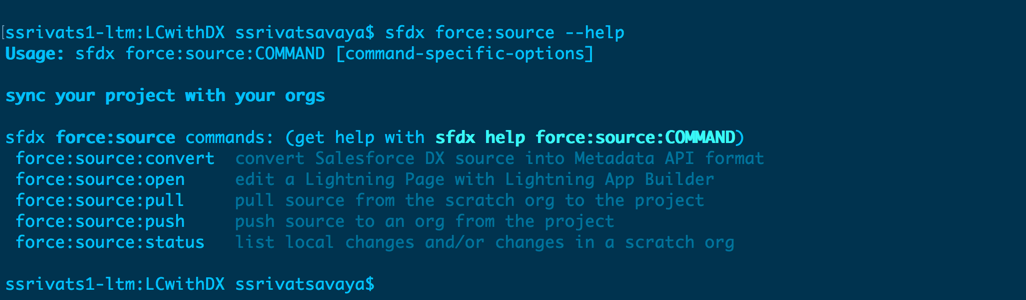 ssrivats1-ltm:LCwithDX ssrivatsavaya$ sfdx force:source --help
Usage: sfdx force:source:COMMAND [command-specific-options]
sync your project with your orgs
sfdx force:source commands: (get help with sfdx help force:source:COMMAND)
force:source:convert convert Salesforce DX source into Metadata API format
force:source:open edit a Lightning Page with Lightning App Builder
force:source:pull pull source from the scratch org to the project
force:source:push push source to an org from the project
force:source:status list local changes and/or changes in a scratch org
ssrivats1-ltm:LCwithDX ssrivatsavaya$